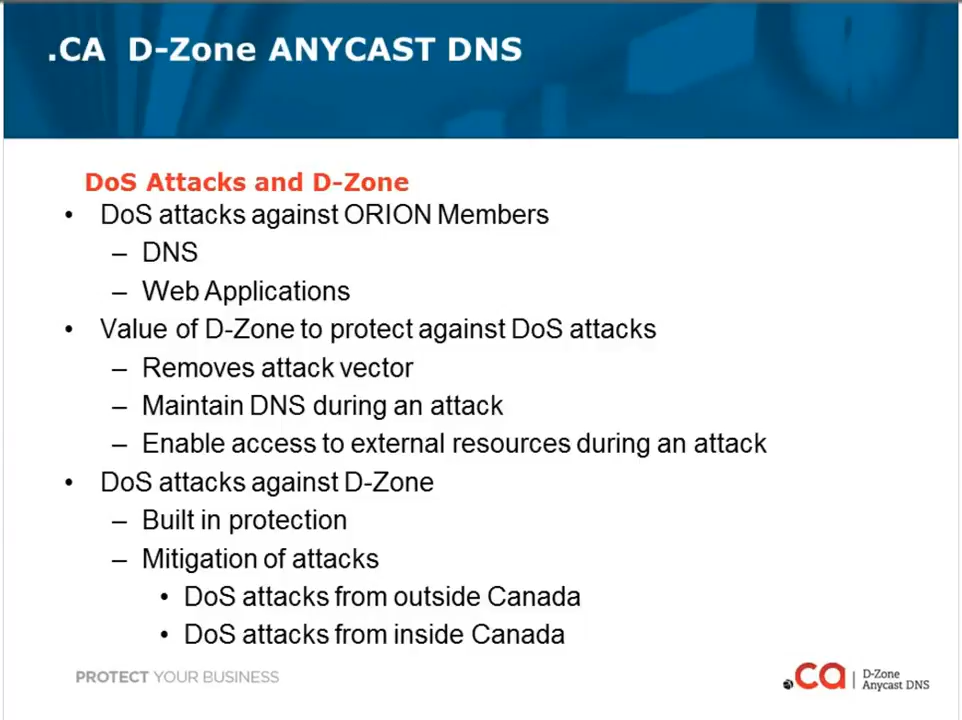 .CA D-Zone ANYCAST DNS
DoS Attacks and D-Zone
• DoS attacks against ORION Members
– DNS
– Web Applications
• Value of D-Zone to protect against DoS attacks
– Removes attack vector
– Maintain DNS during an attack
– Enable access to external resources during an attack
• DoS attacks against D-Zone
– Built in protection
– Mitigation of attacks
• DoS attacks from outside Canada
• DoS attacks from inside Canada
PROTECT YOUR BUSINESS
.ca | D-Zone
Anycast DNS